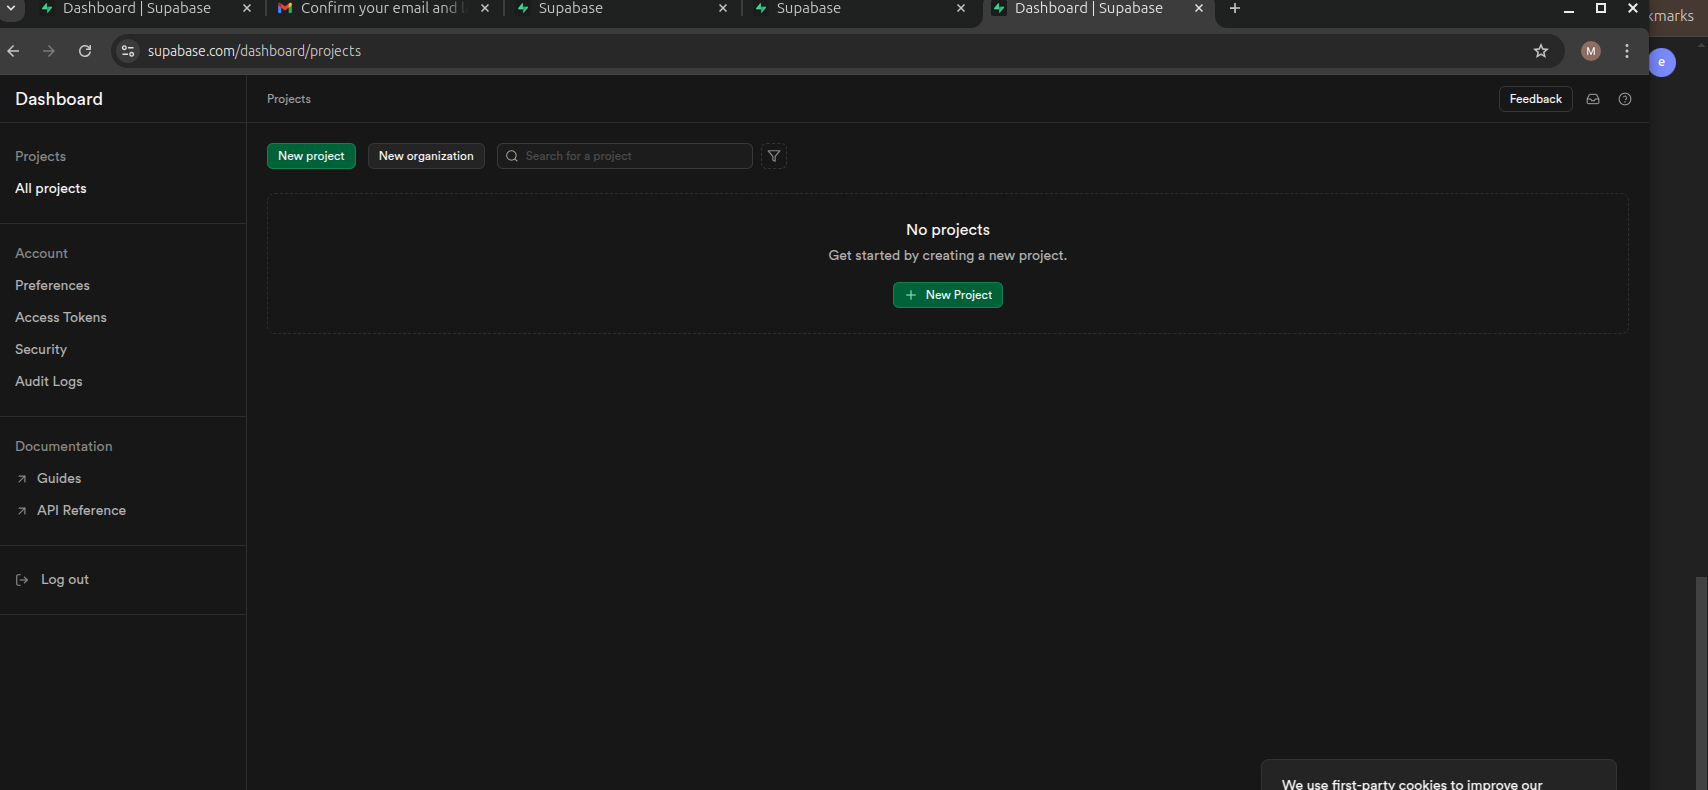 Dashboard | Supabase
Confirm your email and
Supabase
Supabase
Dashboard | Supabase
kmarks
supabase.com/dashboard/projects
M
e
Dashboard
Projects
Feedback
Projects
All projects
Account
Preferences
Access Tokens
Security
Audit Logs
Documentation
Guides
API Reference
Log out
New project
New organization
Search for a project
No projects
Get started by creating a new project.
New Project
We use first-party cookies to improve our